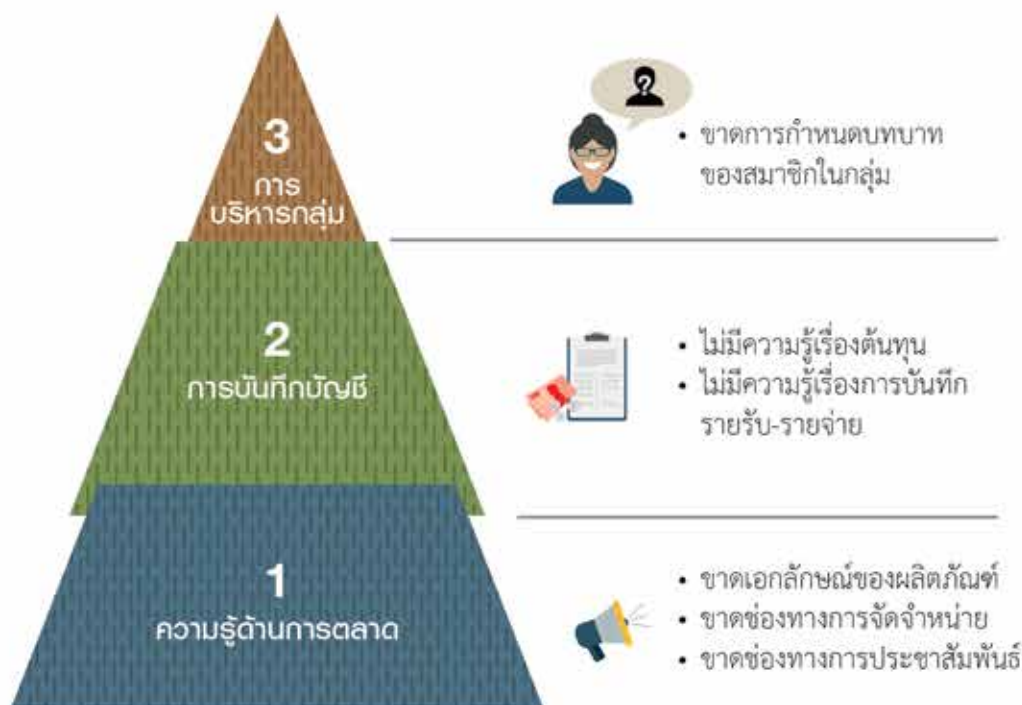 ?
3
การ
บริหารกลุ่ม
• ขาดการกำหนดบทบาท
ของสมาชิกในกลุ่ม
2
การบันทึกบัญชี
• ไม่มีความรู้เรื่องต้นทุน
• ไม่มีความรู้เรื่องการบันทึก
รายรับ-รายจ่าย
1
ความรู้ด้านการตลาด
• ขาดเอกลักษณ์ของผลิตภัณฑ์
• ขาดช่องทางการจัดจำหน่าย
• ขาดช่องทางการประชาสัมพันธ์